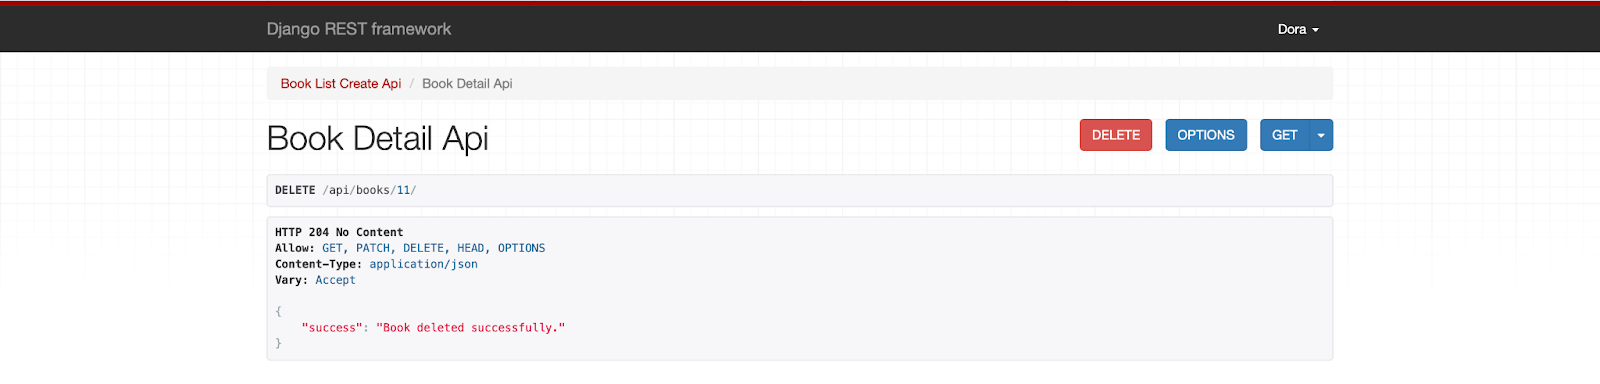 Django REST framework
Dora
Book List Create Api / Book Detail Api
Book Detail Api
DELETE
OPTIONS
GET
DELETE /api/books/11/
HTTP 204 No Content
Allow: GET, PATCH, DELETE, HEAD, OPTIONS
Content-Type: application/json
Vary: Accept
{
    "success": "Book deleted successfully."
}